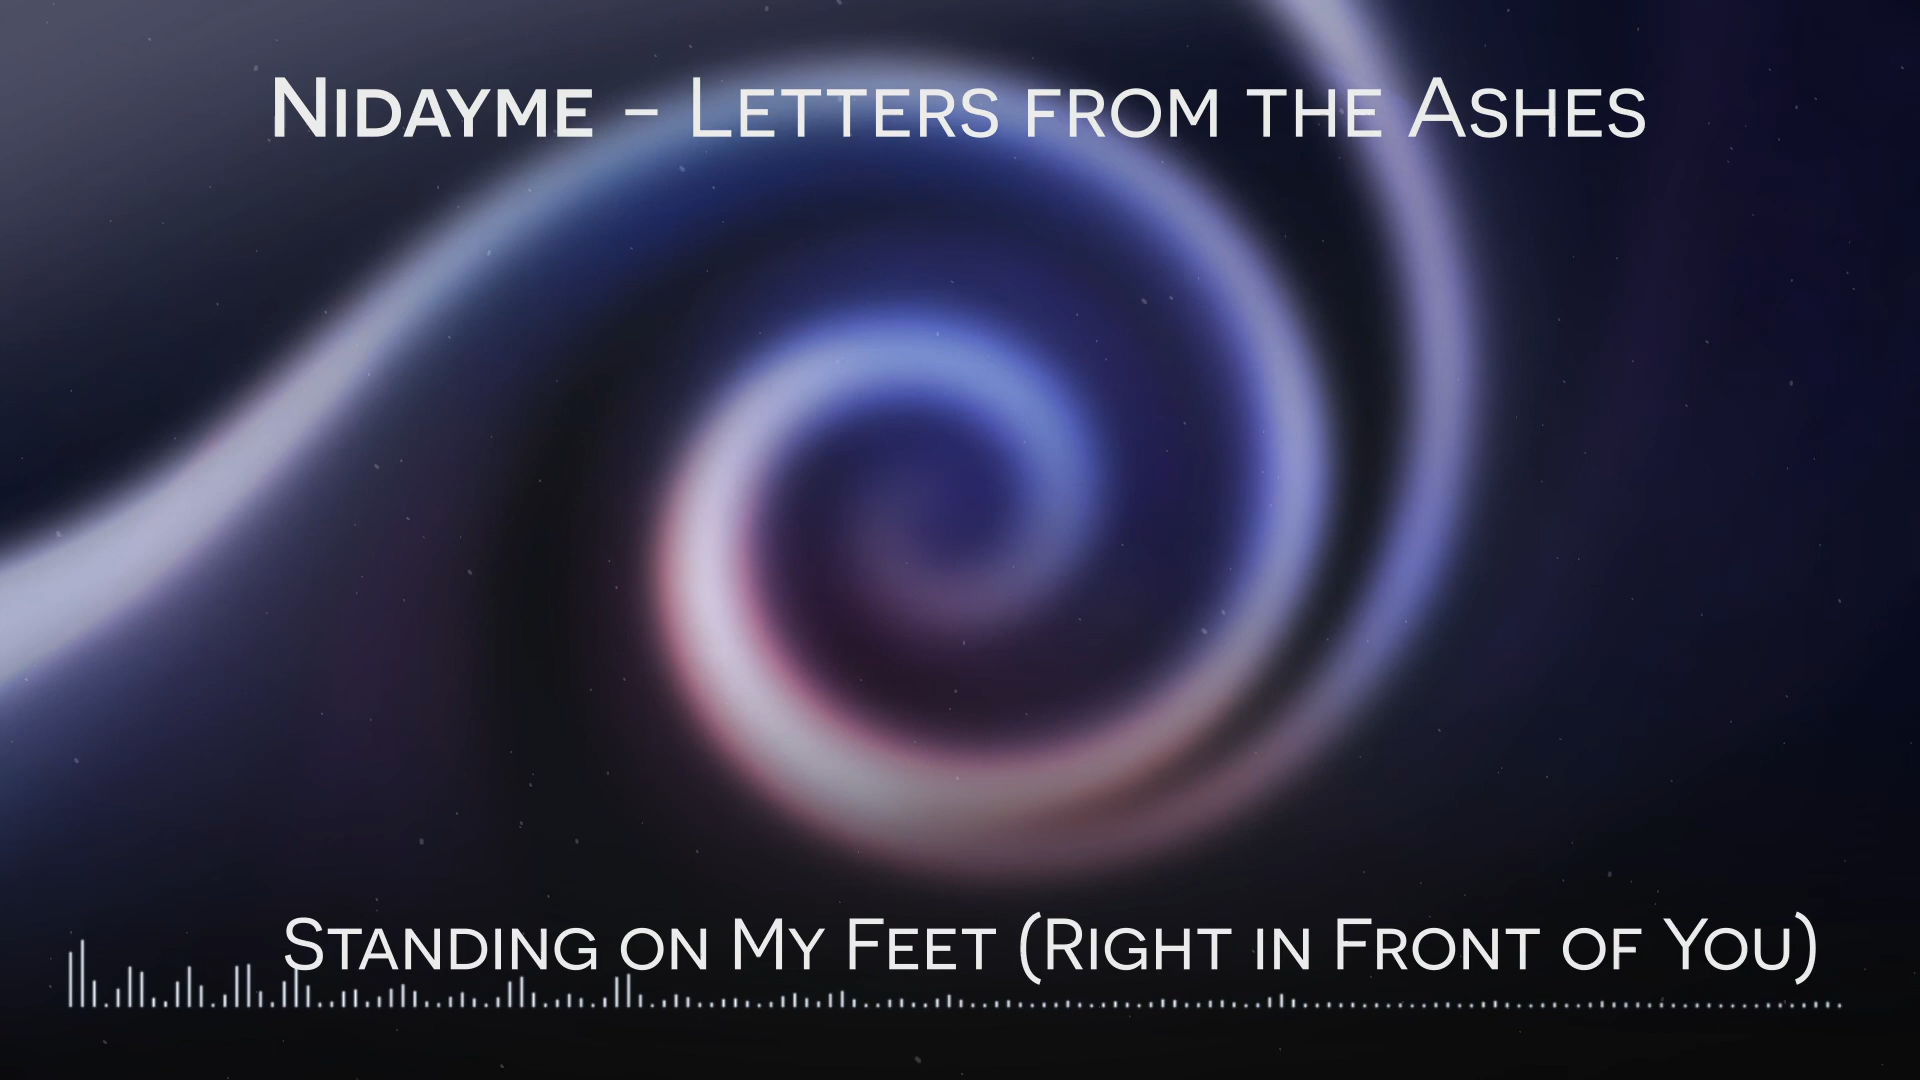 Nidayme – Letters from the Ashes
Standing on My Feet (Right in Front of You)